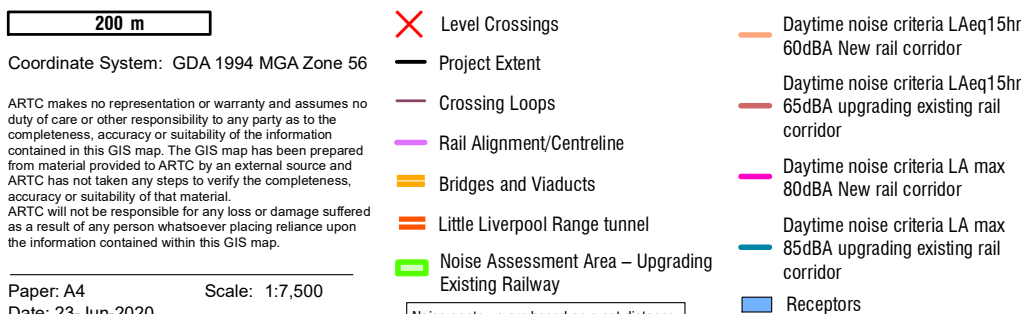 200 m
Coordinate System: GDA 1994 MGA Zone 56
ARTC makes no representation or warranty and assumes no
duty of care or other responsibility to any party as to the
completeness, accuracy or suitability of the information
contained in this GIS map. The GIS map has been prepared
from material provided to ARTC by an external source and
ARTC has not taken any steps to verify the completeness,
accuracy or suitability of that material.
ARTC will not be responsible for any loss or damage suffered
as a result of any person whatsoever placing reliance upon
the information contained within this GIS map.
Paper: A4 Scale: 1:7,500
Date: 23-Jun-2020
Level Crossings
Project Extent
Crossing Loops
Rail Alignment/Centreline
Bridges and Viaducts
Little Liverpool Range tunnel
Noise Assessment Area – Upgrading
Existing Railway
Daytime noise criteria LAeq15hr
60dBA New rail corridor
Daytime noise criteria LAeq15hr
65dBA upgrading existing rail
corridor
Daytime noise criteria LA max
80dBA New rail corridor
Daytime noise criteria LA max
85dBA upgrading existing rail
corridor
Receptors